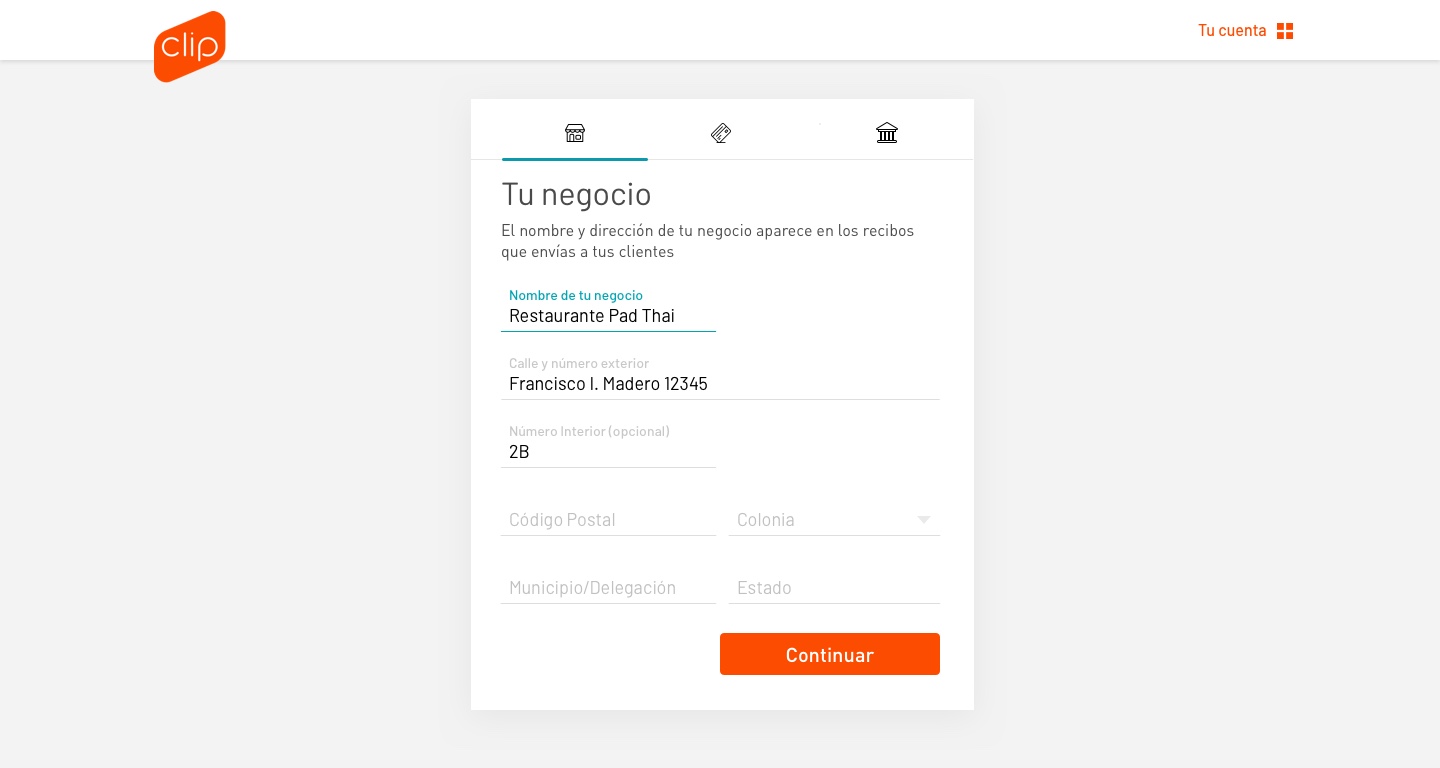 clip
Tu cuenta
Tu negocio
El nombre y dirección de tu negocio aparece en los recibos
que envías a tus clientes
Nombre de tu negocio
Restaurante Pad Thai
Calle y número exterior
Francisco I. Madero 12345
Número Interior (opcional)
2B
Código Postal
Colonia
Municipio/Delegación
Estado
Continuar